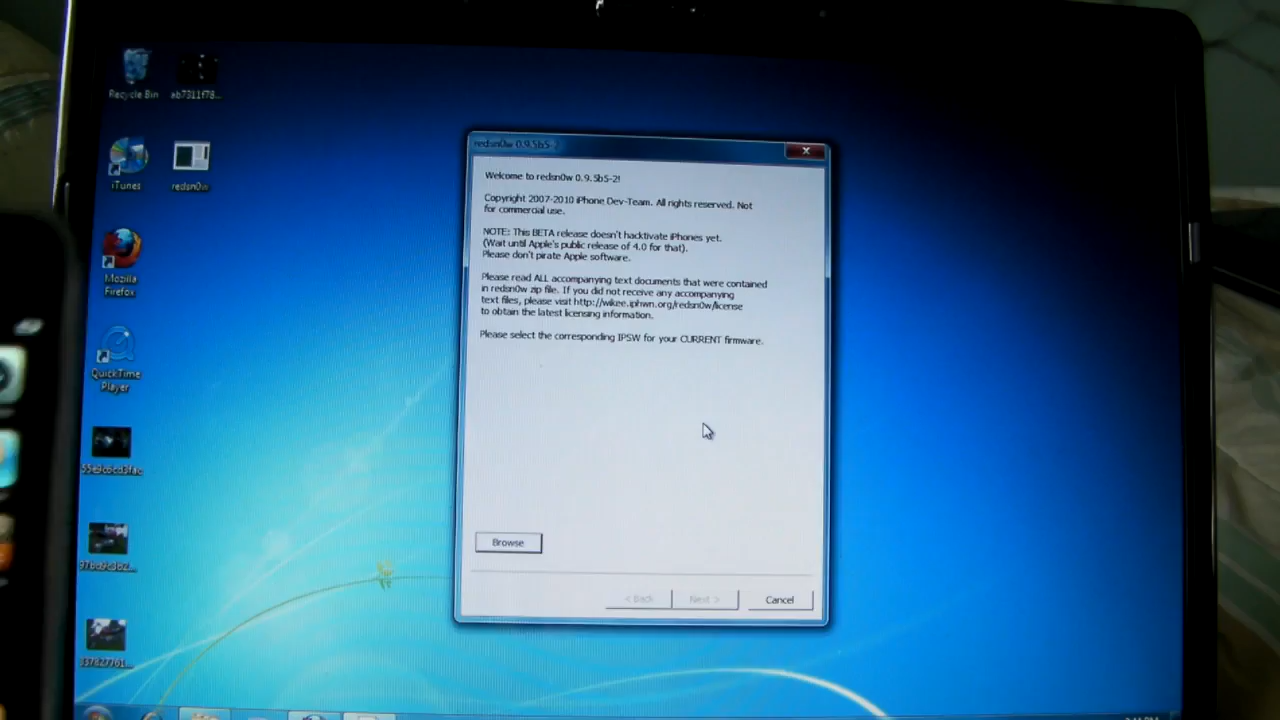 Recycle Bin
ab7311f78...
iTunes
redsn0w
Mozilla
Firefox
QuickTime
Player
redsn0w 0.9.5b5-2
Welcome to redsn0w 0.9.5b5-2!
Copyright 2007-2010 iPhone Dev-Team. All rights reserved. Not
for commercial use.
NOTE: This BETA release doesn't hacktivate iPhones yet.
(Wait until Apple's public release of 4.0 for that).
Please don't pirate Apple software.
Please read ALL accompanying text documents that were contained
in redsn0w zip file. If you did not receive any accompanying
text files, please visit http://wikee.iphwn.org/redsn0w/license
to obtain the latest licensing information.
Please select the corresponding IPSW for your CURRENT firmware.
Browse
< Back
Next >
Cancel